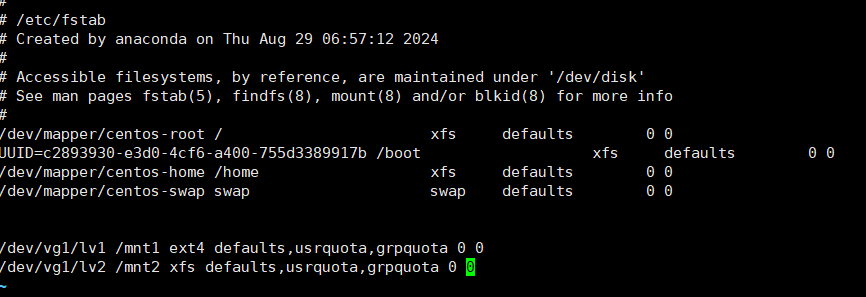 #
# /etc/fstab
# Created by anaconda on Thu Aug 29 06:57:12 2024
#
# Accessible filesystems, by reference, are maintained under '/dev/disk'
# See man pages fstab(5), findfs(8), mount(8) and/or blkid(8) for more info
#
/dev/mapper/centos-root /                       xfs     defaults        0 0
UUID=c2893930-e3d0-4cf6-a400-755d3389917b /boot                   xfs     defaults        0 0
/dev/mapper/centos-home /home                   xfs     defaults        0 0
/dev/mapper/centos-swap swap                    swap    defaults        0 0
/dev/vg1/lv1 /mnt1 ext4 defaults,usrquota,grpquota 0 0
/dev/vg1/lv2 /mnt2 xfs defaults,usrquota,grpquota 0 0
~